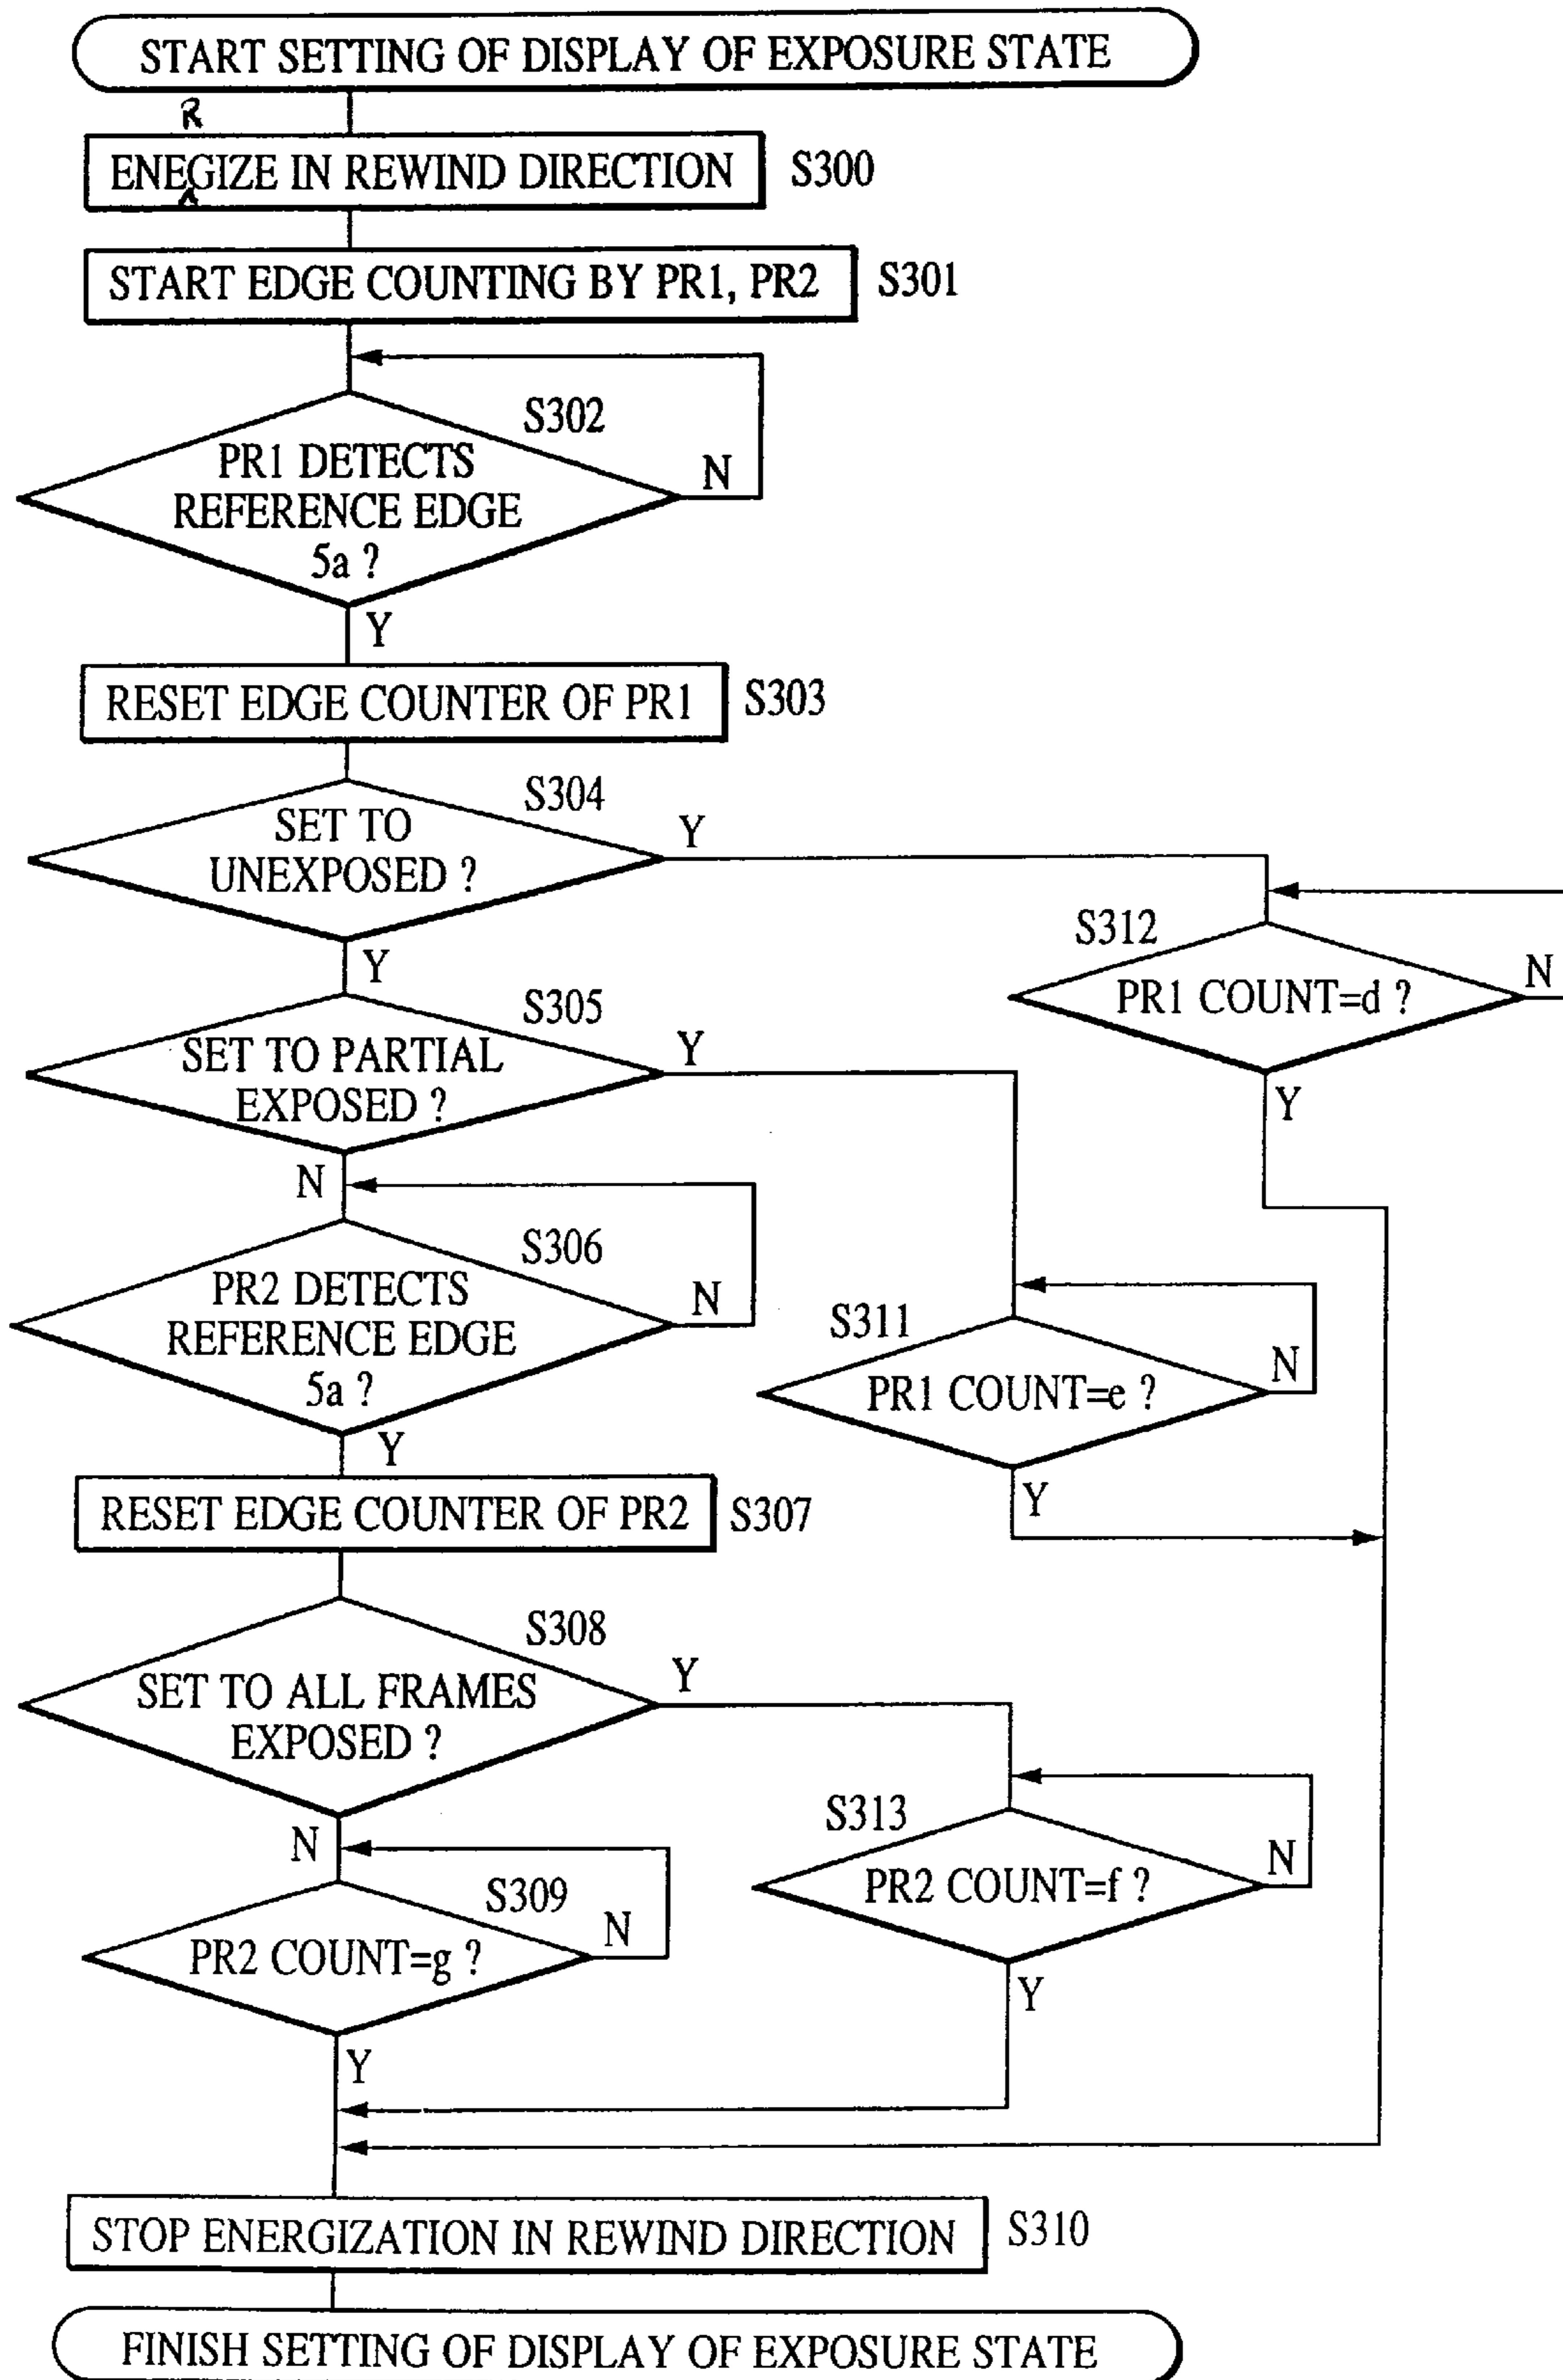 START SETTING OF DISPLAY OF EXPOSURE STATE
R
ENEGIZE IN REWIND DIRECTION S300
START EDGE COUNTING BY PR1, PR2 S301
S302
PR1 DETECTS
REFERENCE EDGE
5a ?
N
Y
RESET EDGE COUNTER OF PR1 S303
S304
SET TO
UNEXPOSED ?
Y
Y
S312
PR1 COUNT=d ?
N
Y
S305
SET TO PARTIAL
EXPOSED ?
Y
N
S306
PR2 DETECTS
REFERENCE EDGE
5a ?
N
Y
S311
PR1 COUNT=e ?
N
Y
RESET EDGE COUNTER OF PR2 S307
S308
SET TO ALL FRAMES
EXPOSED ?
Y
N
S313
PR2 COUNT=f ?
N
Y
S309
PR2 COUNT=g ?
N
Y
STOP ENERGIZATION IN REWIND DIRECTION S310
FINISH SETTING OF DISPLAY OF EXPOSURE STATE